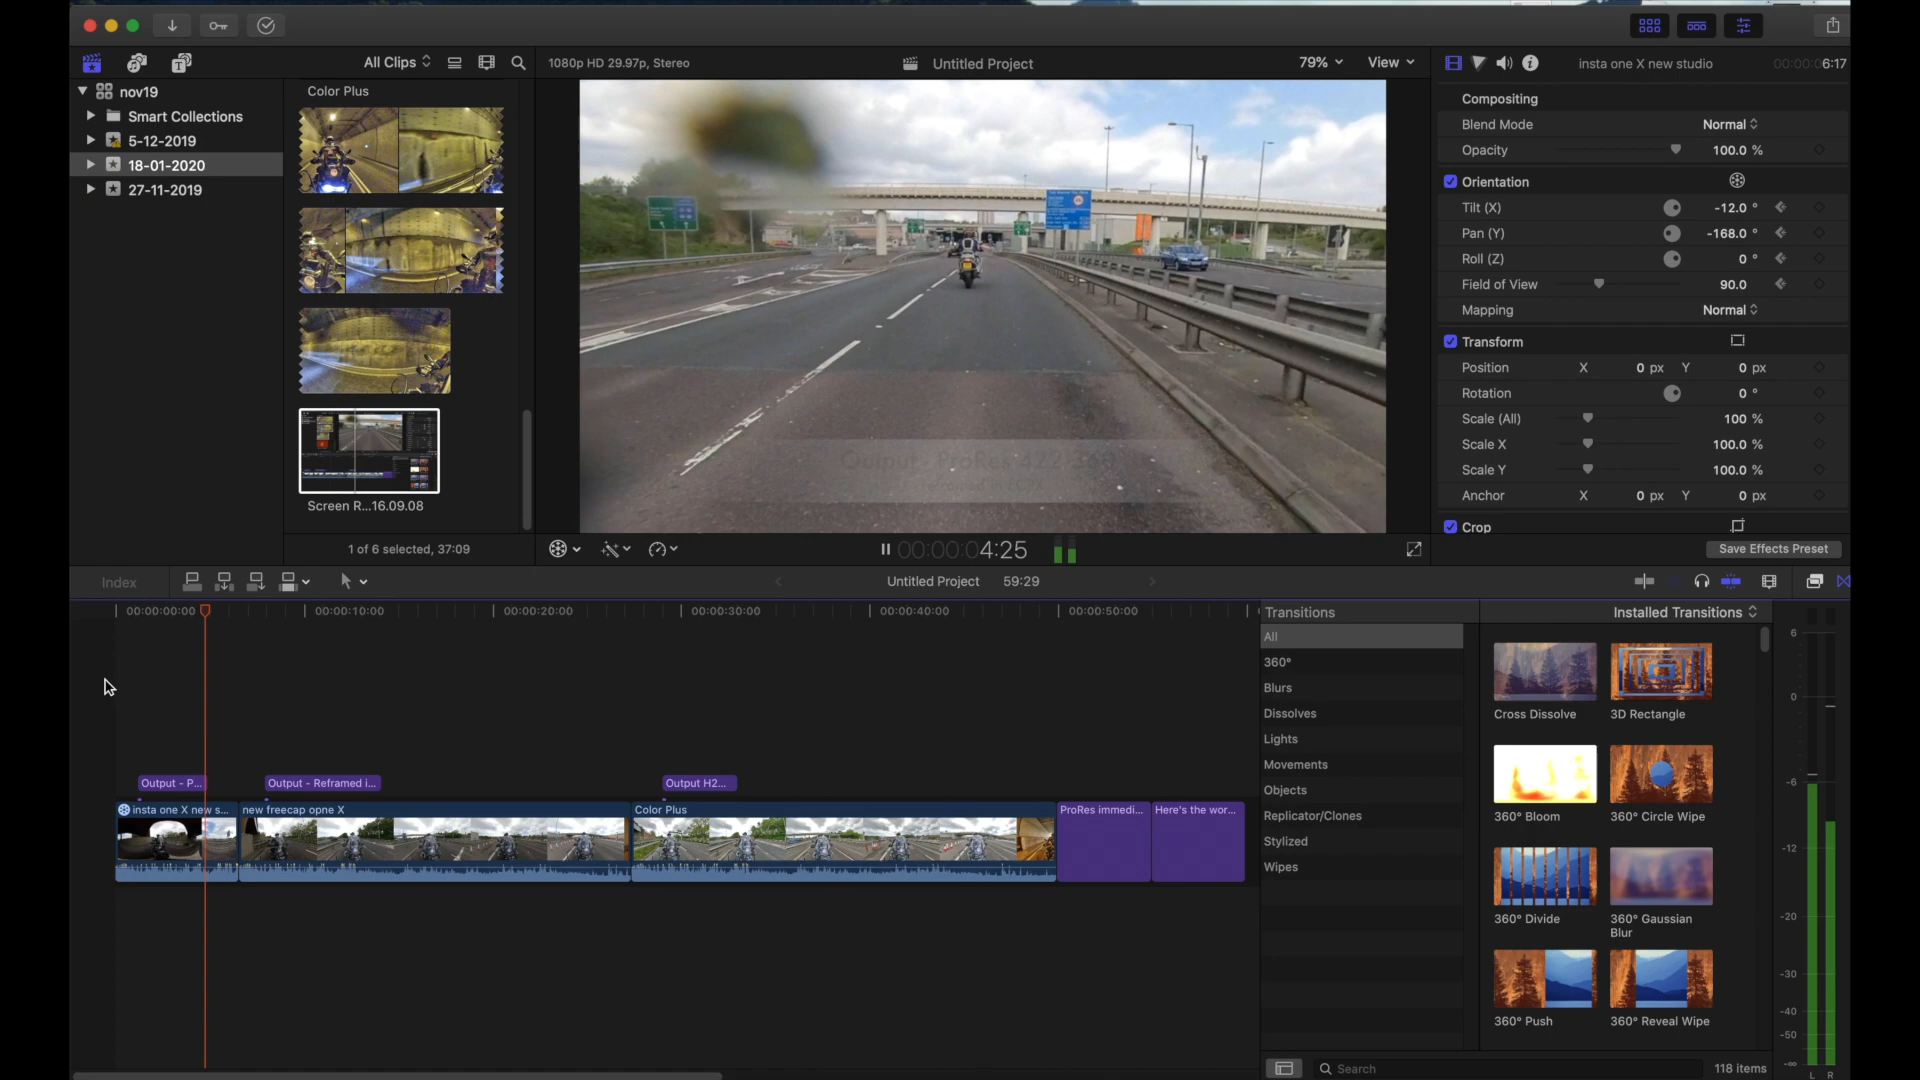 All Clips
1080p HD 29.97p, Stereo
Untitled Project
79%
View
insta one X new studio
00:00:06:17
nov19
Smart Collections
5-12-2019
18-01-2020
27-11-2019
Color Plus
Screen R...16.09.08
1 of 6 selected, 37:09
Compositing
Blend Mode
Normal
Opacity
100.0 %
Orientation
Tilt (X)
-12.0 °
Pan (Y)
-168.0 °
Roll (Z)
0 °
Field of View
90.0
Mapping
Normal
Transform
Position X 0 px Y 0 px
Rotation
0 °
Scale (All)
100 %
Scale X
100.0 %
Scale Y
100.0 %
Anchor X 0 px Y 0 px
Crop
Save Effects Preset
00:00:04:25
Index
Untitled Project 59:29
00:00:00:00 00:00:10:00 00:00:20:00 00:00:30:00 00:00:40:00 00:00:50:00
Output - P...
Output - Reframed i...
Output H2...
insta one X new s...
new freecap opne X
Color Plus
ProRes immedi...
Here's the wor...
Transitions
All
360°
Blurs
Dissolves
Lights
Movements
Objects
Replicator/Clones
Stylized
Wipes
Installed Transitions
Cross Dissolve
3D Rectangle
360° Bloom
360° Circle Wipe
360° Divide
360° Gaussian
Blur
360° Push
360° Reveal Wipe
Search
118 items
6
0
-6
-12
-20
-30
-40
-50
-∞
L R